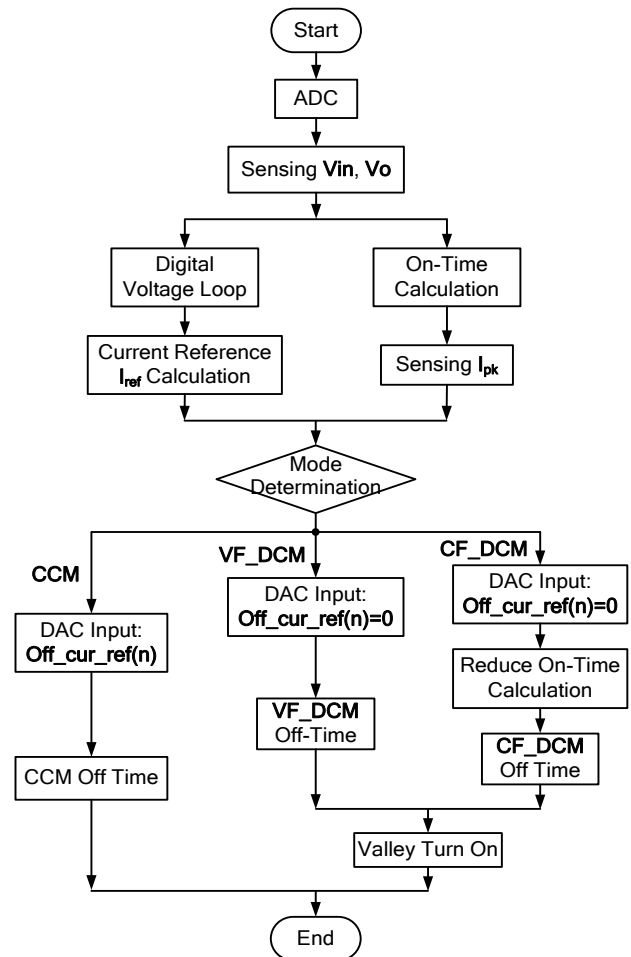 Start
ADC
Sensing Vin, Vo
Digital
Voltage Loop
On-Time
Calculation
Current Reference
Iref Calculation
Sensing Ipk
Mode
Determination
CCM
VF_DCM
CF_DCM
DAC Input:
Off_cur_ref(n)
DAC Input:
Off_cur_ref(n)=0
DAC Input:
Off_cur_ref(n)=0
Reduce On-Time
Calculation
VF_DCM
Off-Time
CF_DCM
Off Time
CCM Off Time
Valley Turn On
End